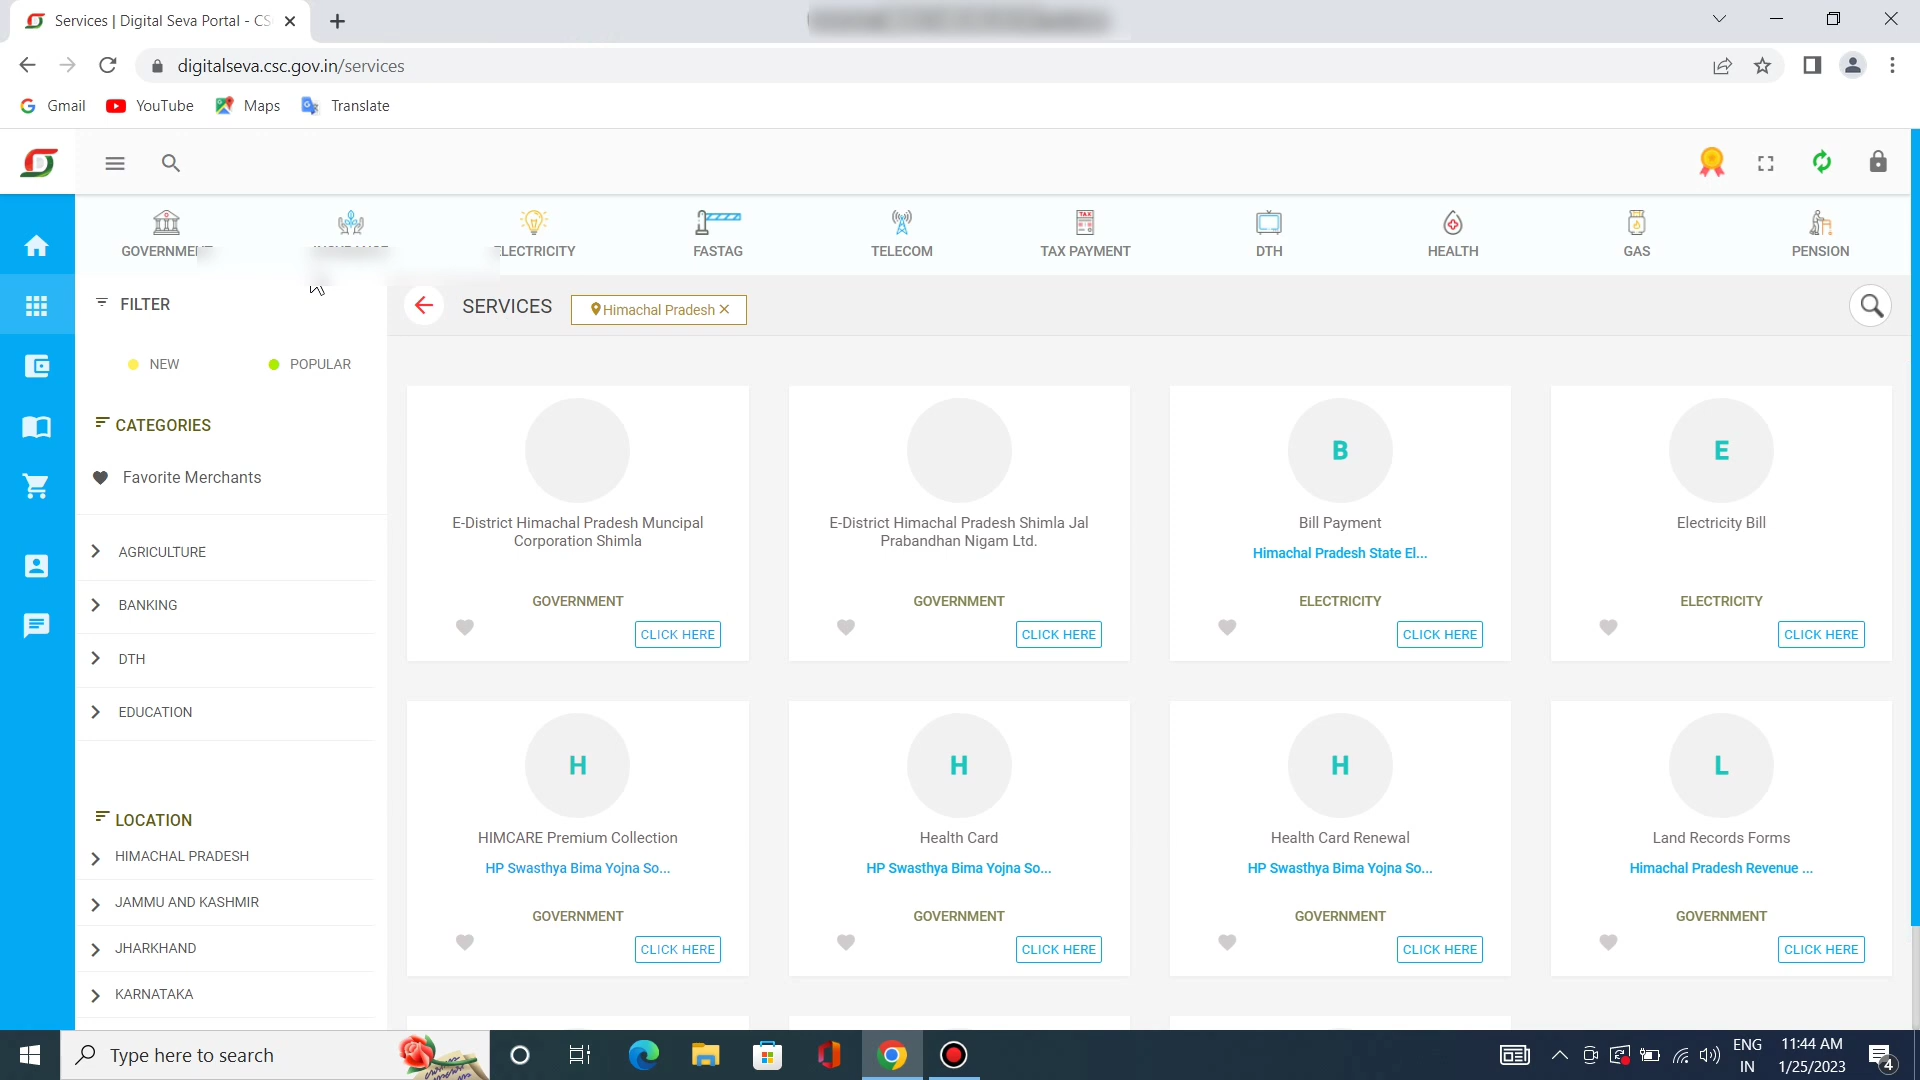 Services | Digital Seva Portal - CS
digitalseva.csc.gov.in/services
Gmail YouTube Maps Translate
GOVERNMENT ELECTRICITY FASTAG TELECOM TAX PAYMENT DTH HEALTH GAS PENSION
FILTER
NEW POPULAR
CATEGORIES
Favorite Merchants
AGRICULTURE
BANKING
DTH
EDUCATION
LOCATION
HIMACHAL PRADESH
JAMMU AND KASHMIR
JHARKHAND
KARNATAKA
SERVICES Himachal Pradesh
E-District Himachal Pradesh Muncipal
Corporation Shimla
GOVERNMENT
CLICK HERE
E-District Himachal Pradesh Shimla Jal
Prabandhan Nigam Ltd.
GOVERNMENT
CLICK HERE
B
Bill Payment
Himachal Pradesh State El...
ELECTRICITY
CLICK HERE
E
Electricity Bill
ELECTRICITY
CLICK HERE
H
HIMCARE Premium Collection
HP Swasthya Bima Yojna So...
GOVERNMENT
CLICK HERE
H
Health Card
HP Swasthya Bima Yojna So...
GOVERNMENT
CLICK HERE
H
Health Card Renewal
HP Swasthya Bima Yojna So...
GOVERNMENT
CLICK HERE
L
Land Records Forms
Himachal Pradesh Revenue ...
GOVERNMENT
CLICK HERE
Type here to search
ENG
IN
11:44 AM
1/25/2023
4